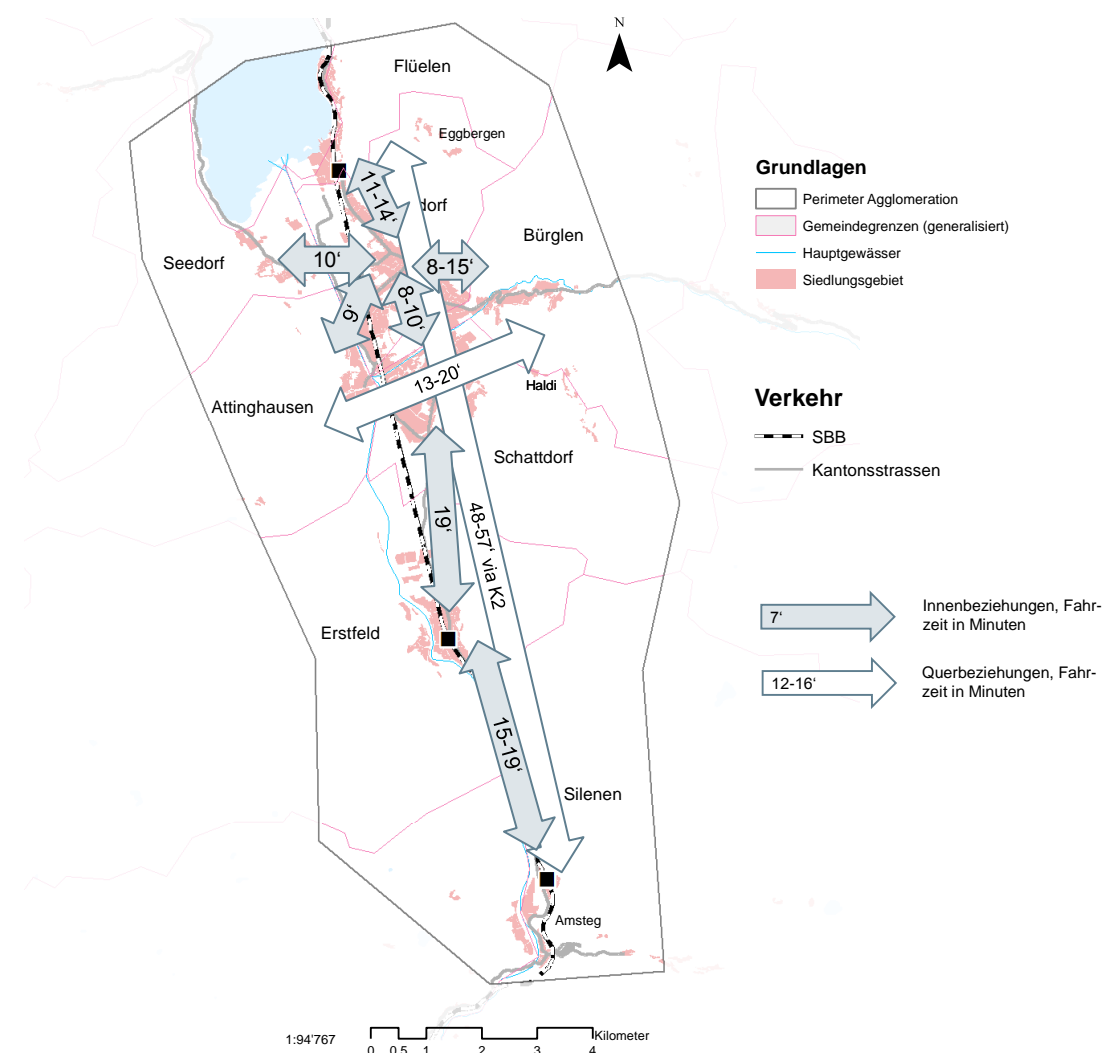 N
Flüelen
Eggbergen
11-14‘
dorf
Bürglen
Seedorf
10‘
8-15‘
9‘
8-10‘
13-20‘
Haldi
Attinghausen
Schattdorf
19‘
48-57‘ via K2
Erstfeld
15-19‘
Silenen
Amsteg
1:94'767
Kilometer
0 0.5 1 2 3 4
Grundlagen
Perimeter Agglomeration
Gemeindegrenzen (generalisiert)
Hauptgewässer
Siedlungsgebiet
Verkehr
SBB
Kantonsstrassen
7‘
Innenbeziehungen, Fahr-
zeit in Minuten
12-16‘
Querbeziehungen, Fahr-
zeit in Minuten